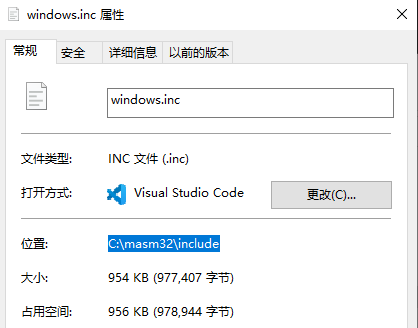 windows.inc 属性
常规 安全 详细信息 以前的版本
windows.inc
文件类型: INC 文件 (.inc)
打开方式: Visual Studio Code 更改(C)...
位置: C:\masm32\include
大小: 954 KB (977,407 字节)
占用空间: 956 KB (978,944 字节)